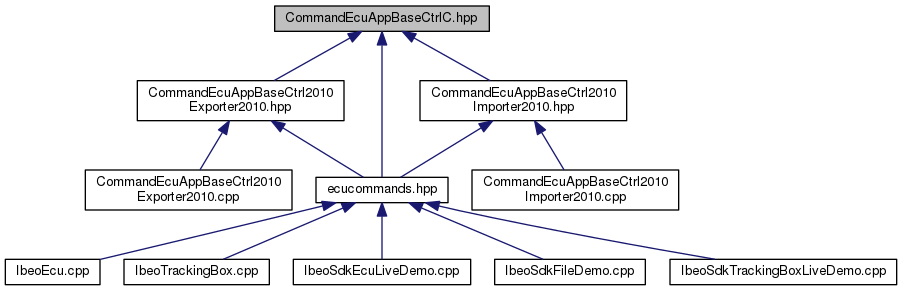 CommandEcuAppBaseCtrlC.hpp
CommandEcuAppBaseCtrl2010
Exporter2010.hpp
CommandEcuAppBaseCtrl2010
Importer2010.hpp
CommandEcuAppBaseCtrl2010
Exporter2010.cpp
ecucommands.hpp
CommandEcuAppBaseCtrl2010
Importer2010.cpp
IbeoEcu.cpp
IbeoTrackingBox.cpp
IbeoSdkEcuLiveDemo.cpp
IbeoSdkFileDemo.cpp
IbeoSdkTrackingBoxLiveDemo.cpp